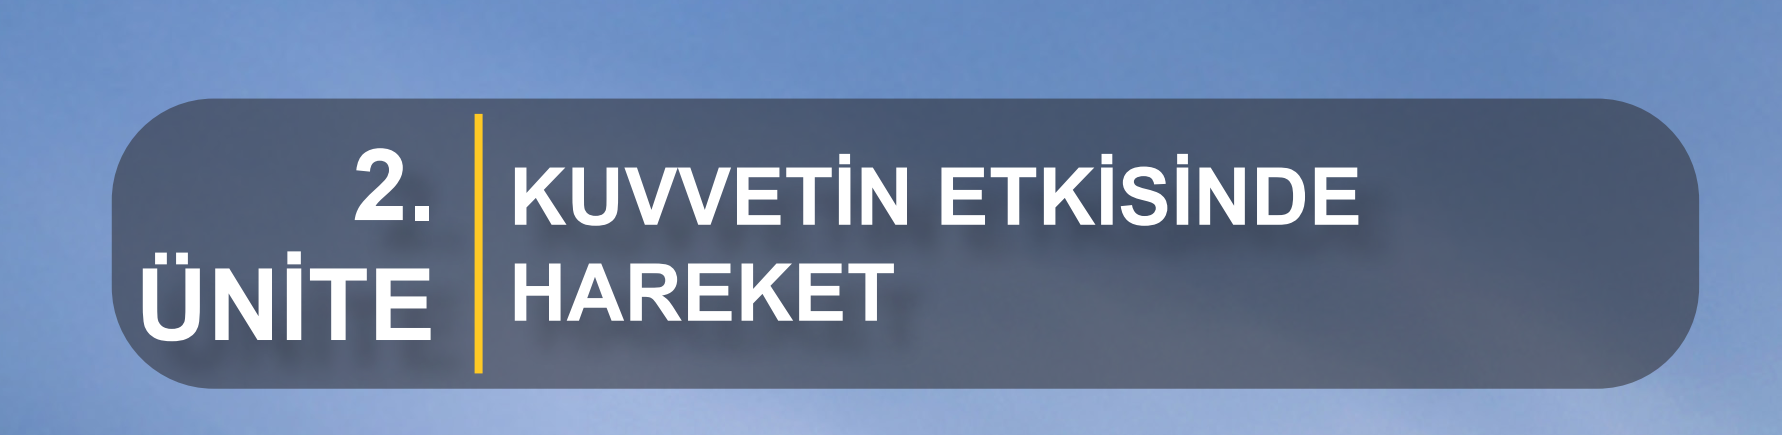 2.
ÜNİTE
KUVVETİN ETKİSİNDE
HAREKET